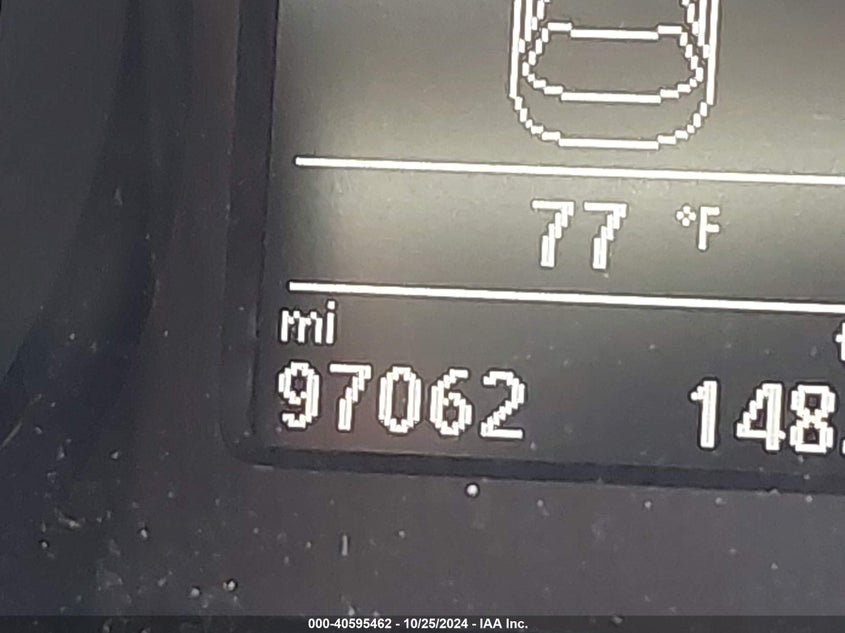 77 °F
mi
97062 148.
000-40595462 - 10/25/2024 - IAA Inc.